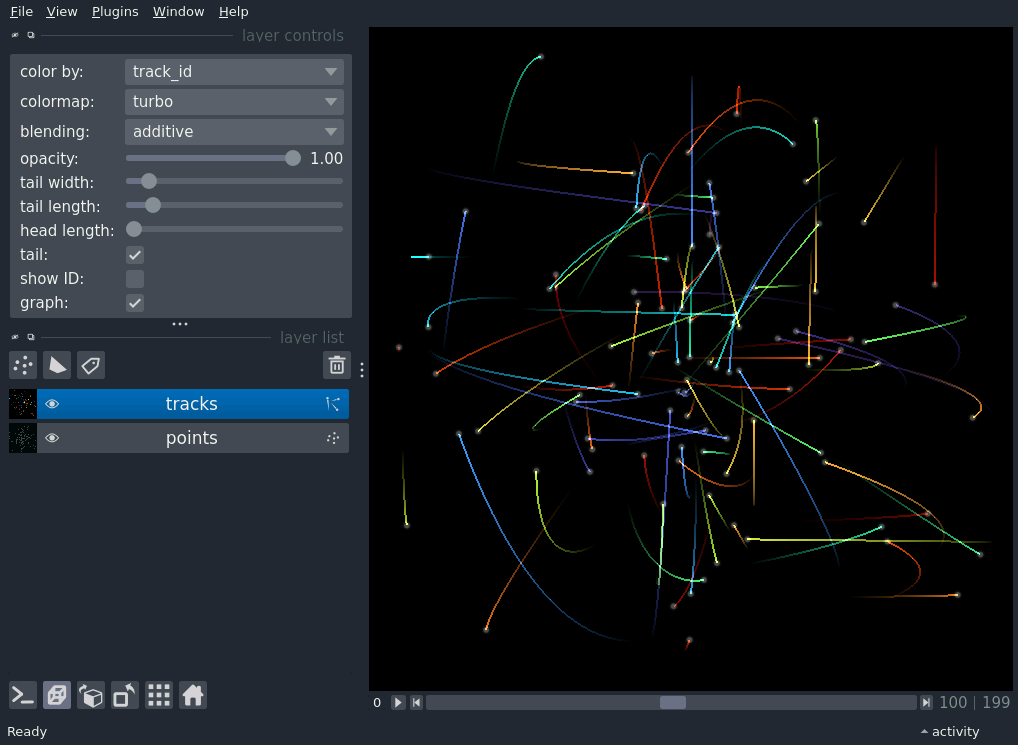 File View Plugins Window Help
layer controls
color by: track_id
colormap: turbo
blending: additive
opacity: 1.00
tail width:
tail length:
head length:
tail:
show ID:
graph:
layer list
tracks
points
0 100 | 199
Ready activity